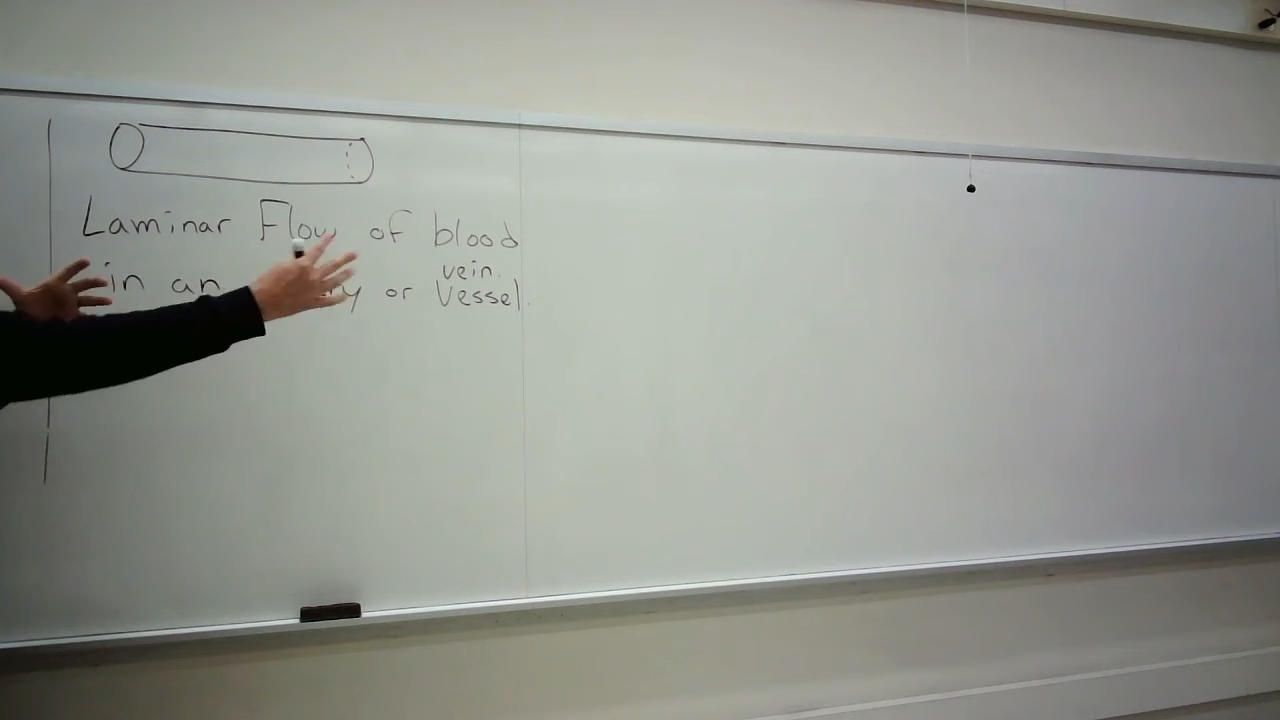 Laminar Flow of blood
vein.
in an or Vessel.